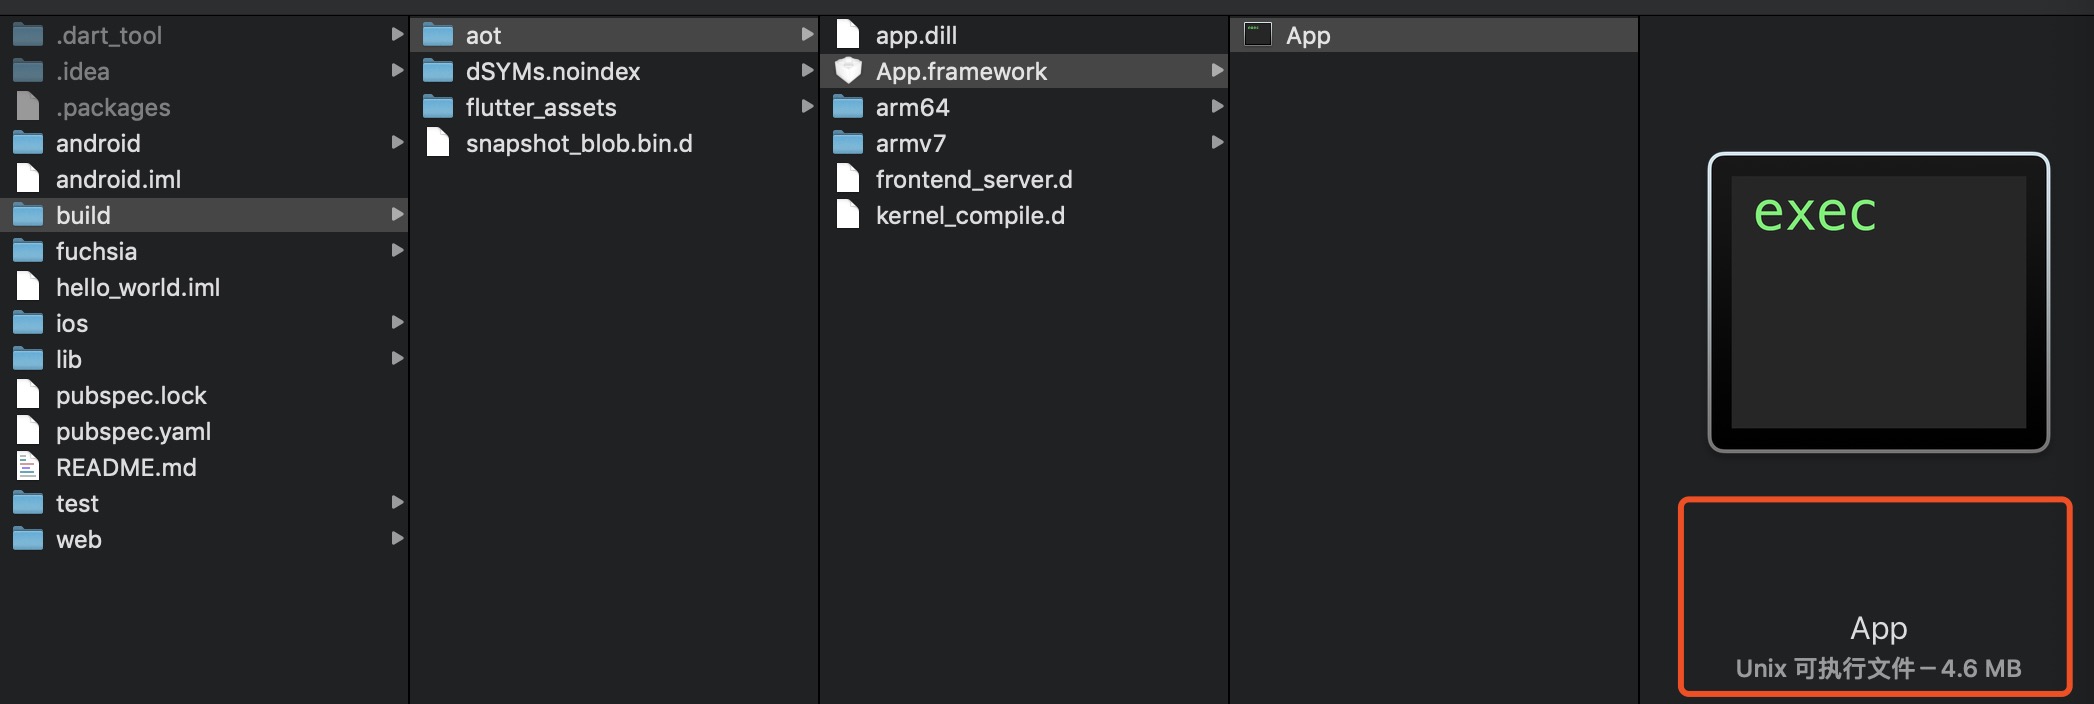 .dart_tool
.idea
.packages
android
android.iml
build
fuchsia
hello_world.iml
ios
lib
pubspec.lock
pubspec.yaml
README.md
test
web
aot
dSYMs.noindex
flutter_assets
snapshot_blob.bin.d
app.dill
App.framework
arm64
armv7
frontend_server.d
kernel_compile.d
App
exec
App
Unix 可执行文件 – 4.6 MB